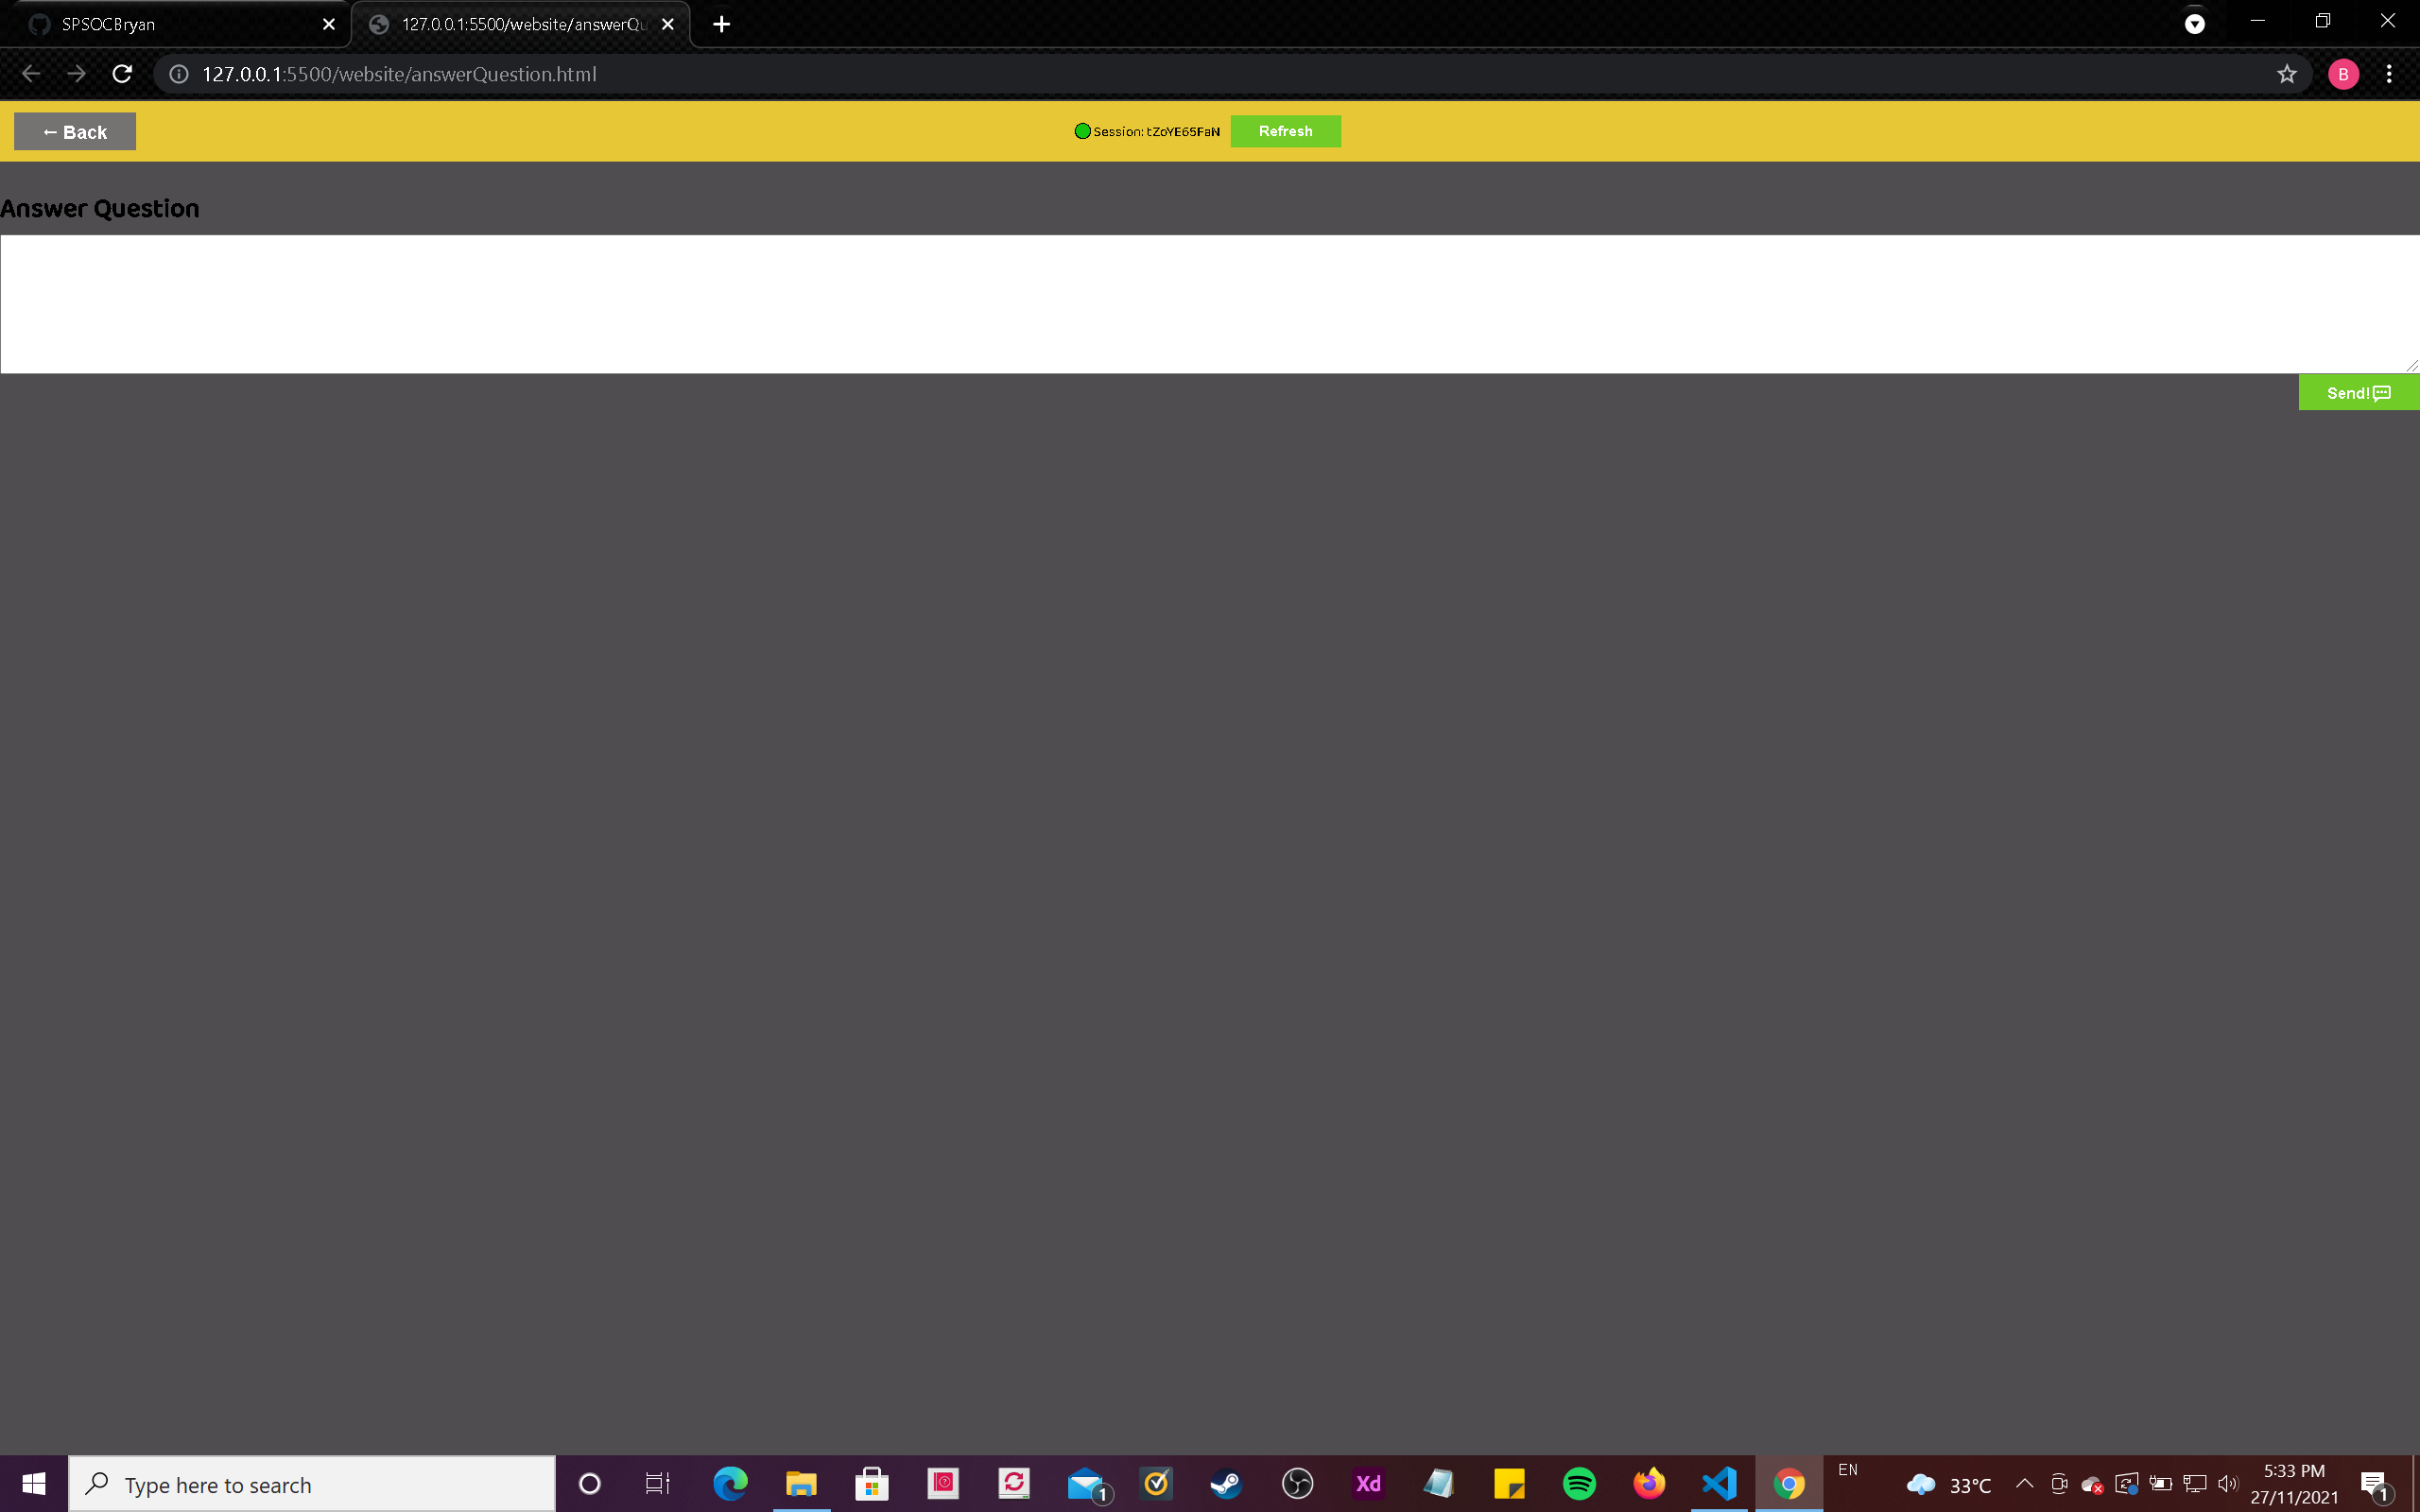 SPSOCBryan
127.0.0.1:5500/website/answerQu
127.0.0.1:5500/website/answerQuestion.html
B
← Back
Session: tZoYE65FaN
Refresh
Answer Question
Send!
Type here to search
1
Xd
EN
33°C
5:33 PM
27/11/2021
1